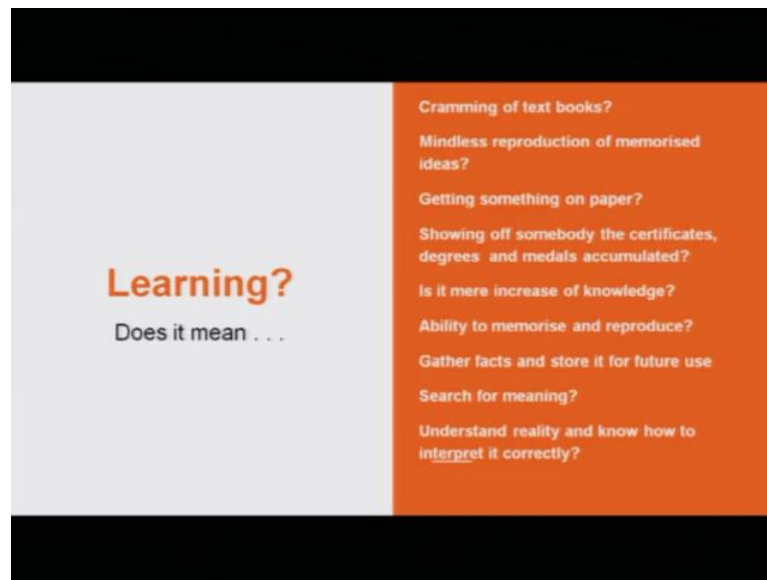 Learning?
Does it mean . . .
Cramming of text books?
Mindless reproduction of memorised
ideas?
Getting something on paper?
Showing off somebody the certificates,
degrees and medals accumulated?
Is it mere increase of knowledge?
Ability to memorise and reproduce?
Gather facts and store it for future use
Search for meaning?
Understand reality and know how to
interpret it correctly?